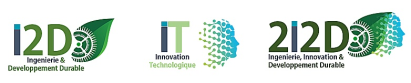 I2D
Ingenierie &
Developpement Durable
iT
Innovation
Technologique
2I2D
Ingenierie, Innovation &
Developpement Durable